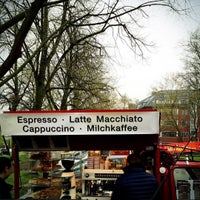 Espresso · Latte Macchiato
Cappuccino · Milchkaffee